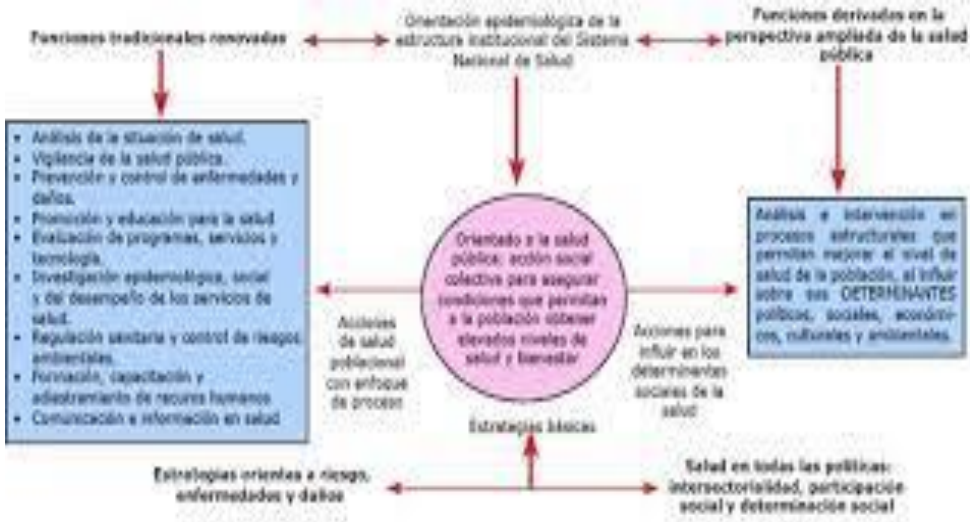 Funciones tradicionales renovadas
Orientación epidemiológica de la
estructura institucional del Sistema
Nacional de Salud
Funciones derivadas en la
perspectiva ampliada de la salud
pública
• Análisis de la situación de salud.
• Vigilancia de la salud pública.
• Prevención y control de enfermedades y
daños.
• Promoción y educación para la salud
• Evaluación de programas, servicios y
tecnología.
• Investigación epidemiológica, social
y del desempeño de los servicios de
salud.
• Regulación sanitaria y control de riesgos
ambientales.
• Formación, capacitación y
adiestramiento de recursos humanos
• Comunicación e información en salud
Acciones
de salud
poblacional
con enfoque
de proceso
Orientado a la salud
pública: acción social
colectiva para asegurar
condiciones que permitan
a la población obtener
elevados niveles de
salud y bienestar
Acciones para
influir en los
determinantes
sociales de la
salud
Análisis e intervención en
procesos estructurales que
permitan mejorar el nivel de
salud de la población, al influir
sobre sus DETERMINANTES
políticos, sociales, económi-
cos, culturales y ambientales.
Estrategias básicas
Estrategias orientas a riesgo,
enfermedades y daños
Salud en todas las políticas:
intersectorialidad, participación
social y determinación social